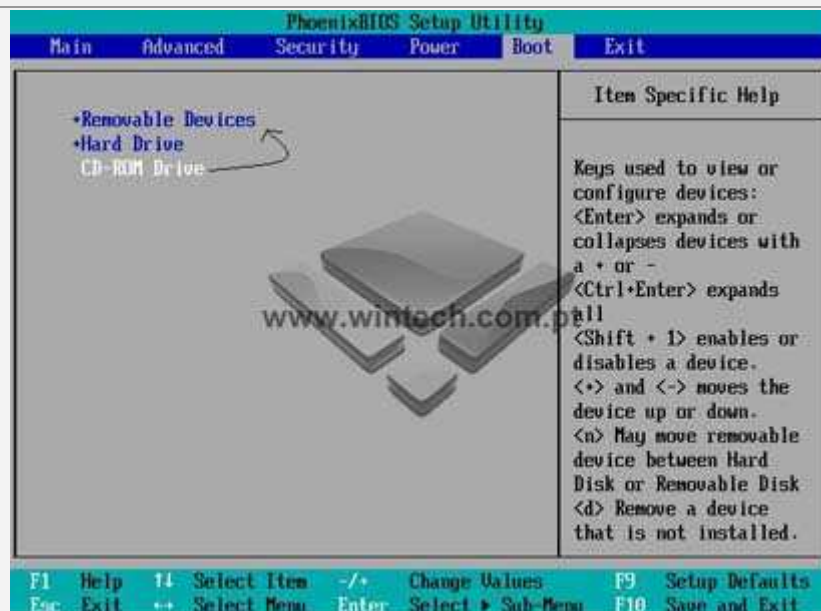 PhoenixBIOS Setup Utility
Main Advanced Security Power Boot Exit
Item Specific Help
+Removable Devices
+Hard Drive
CD-ROM Drive
Keys used to view or
configure devices:
<Enter> expands or
collapses devices with
a + or -
<Ctrl+Enter> expands
all
<Shift + 1> enables or
disables a device.
<+> and <-> moves the
device up or down.
<n> May move removable
device between Hard
Disk or Removable Disk
<d> Remove a device
that is not installed.
www.wintech.com.pt
F1 Help ↑↓ Select Item -/+ Change Values F9 Setup Defaults
Esc Exit ↔ Select Menu Enter Select ▶ Sub-Menu F10 Save and Exit